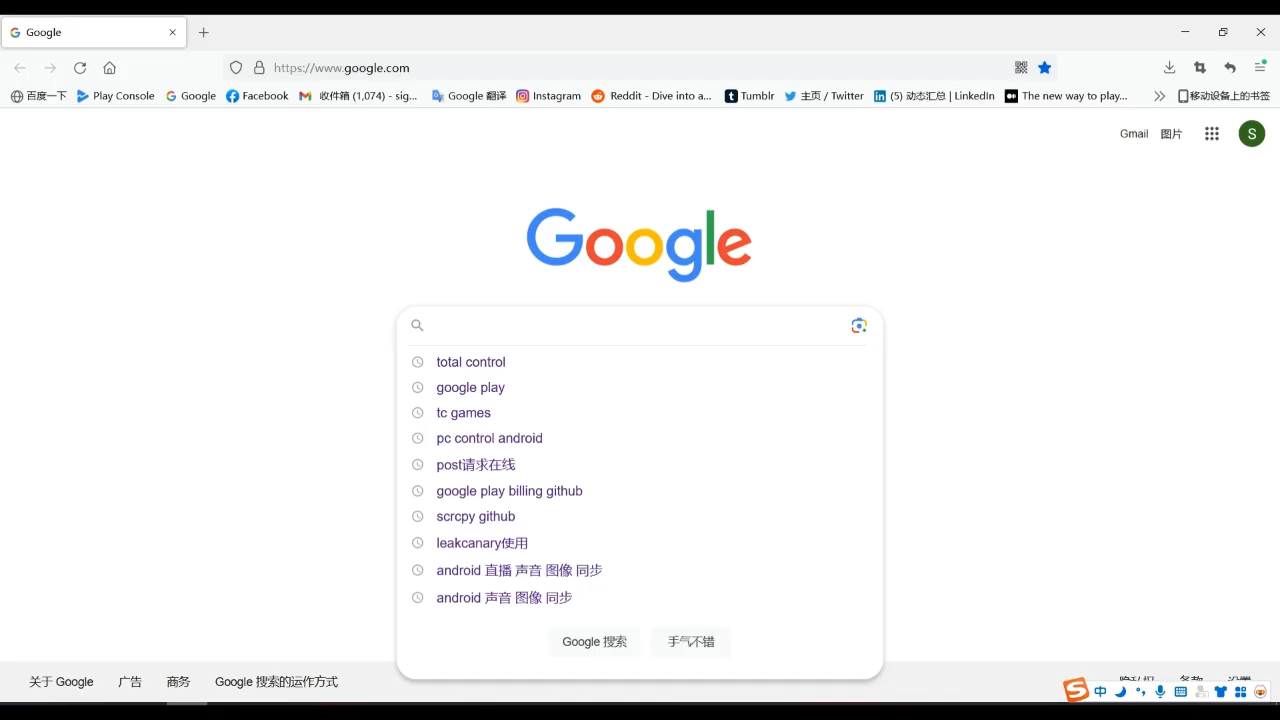 Google
https://www.google.com
百度一下 Play Console Google Facebook 收件箱 (1,074) - sig... Google 翻译 Instagram Reddit - Dive into a... Tumblr 主页 / Twitter (5) 动态汇总 | LinkedIn The new way to play... 移动设备上的书签
Gmail 图片 S
Google
total control
google play
tc games
pc control android
post请求在线
google play billing github
scrcpy github
leakcanary使用
android 直播 声音 图像 同步
android 声音 图像 同步
Google 搜索 手气不错
关于 Google 广告 商务 Google 搜索的运作方式
S 中